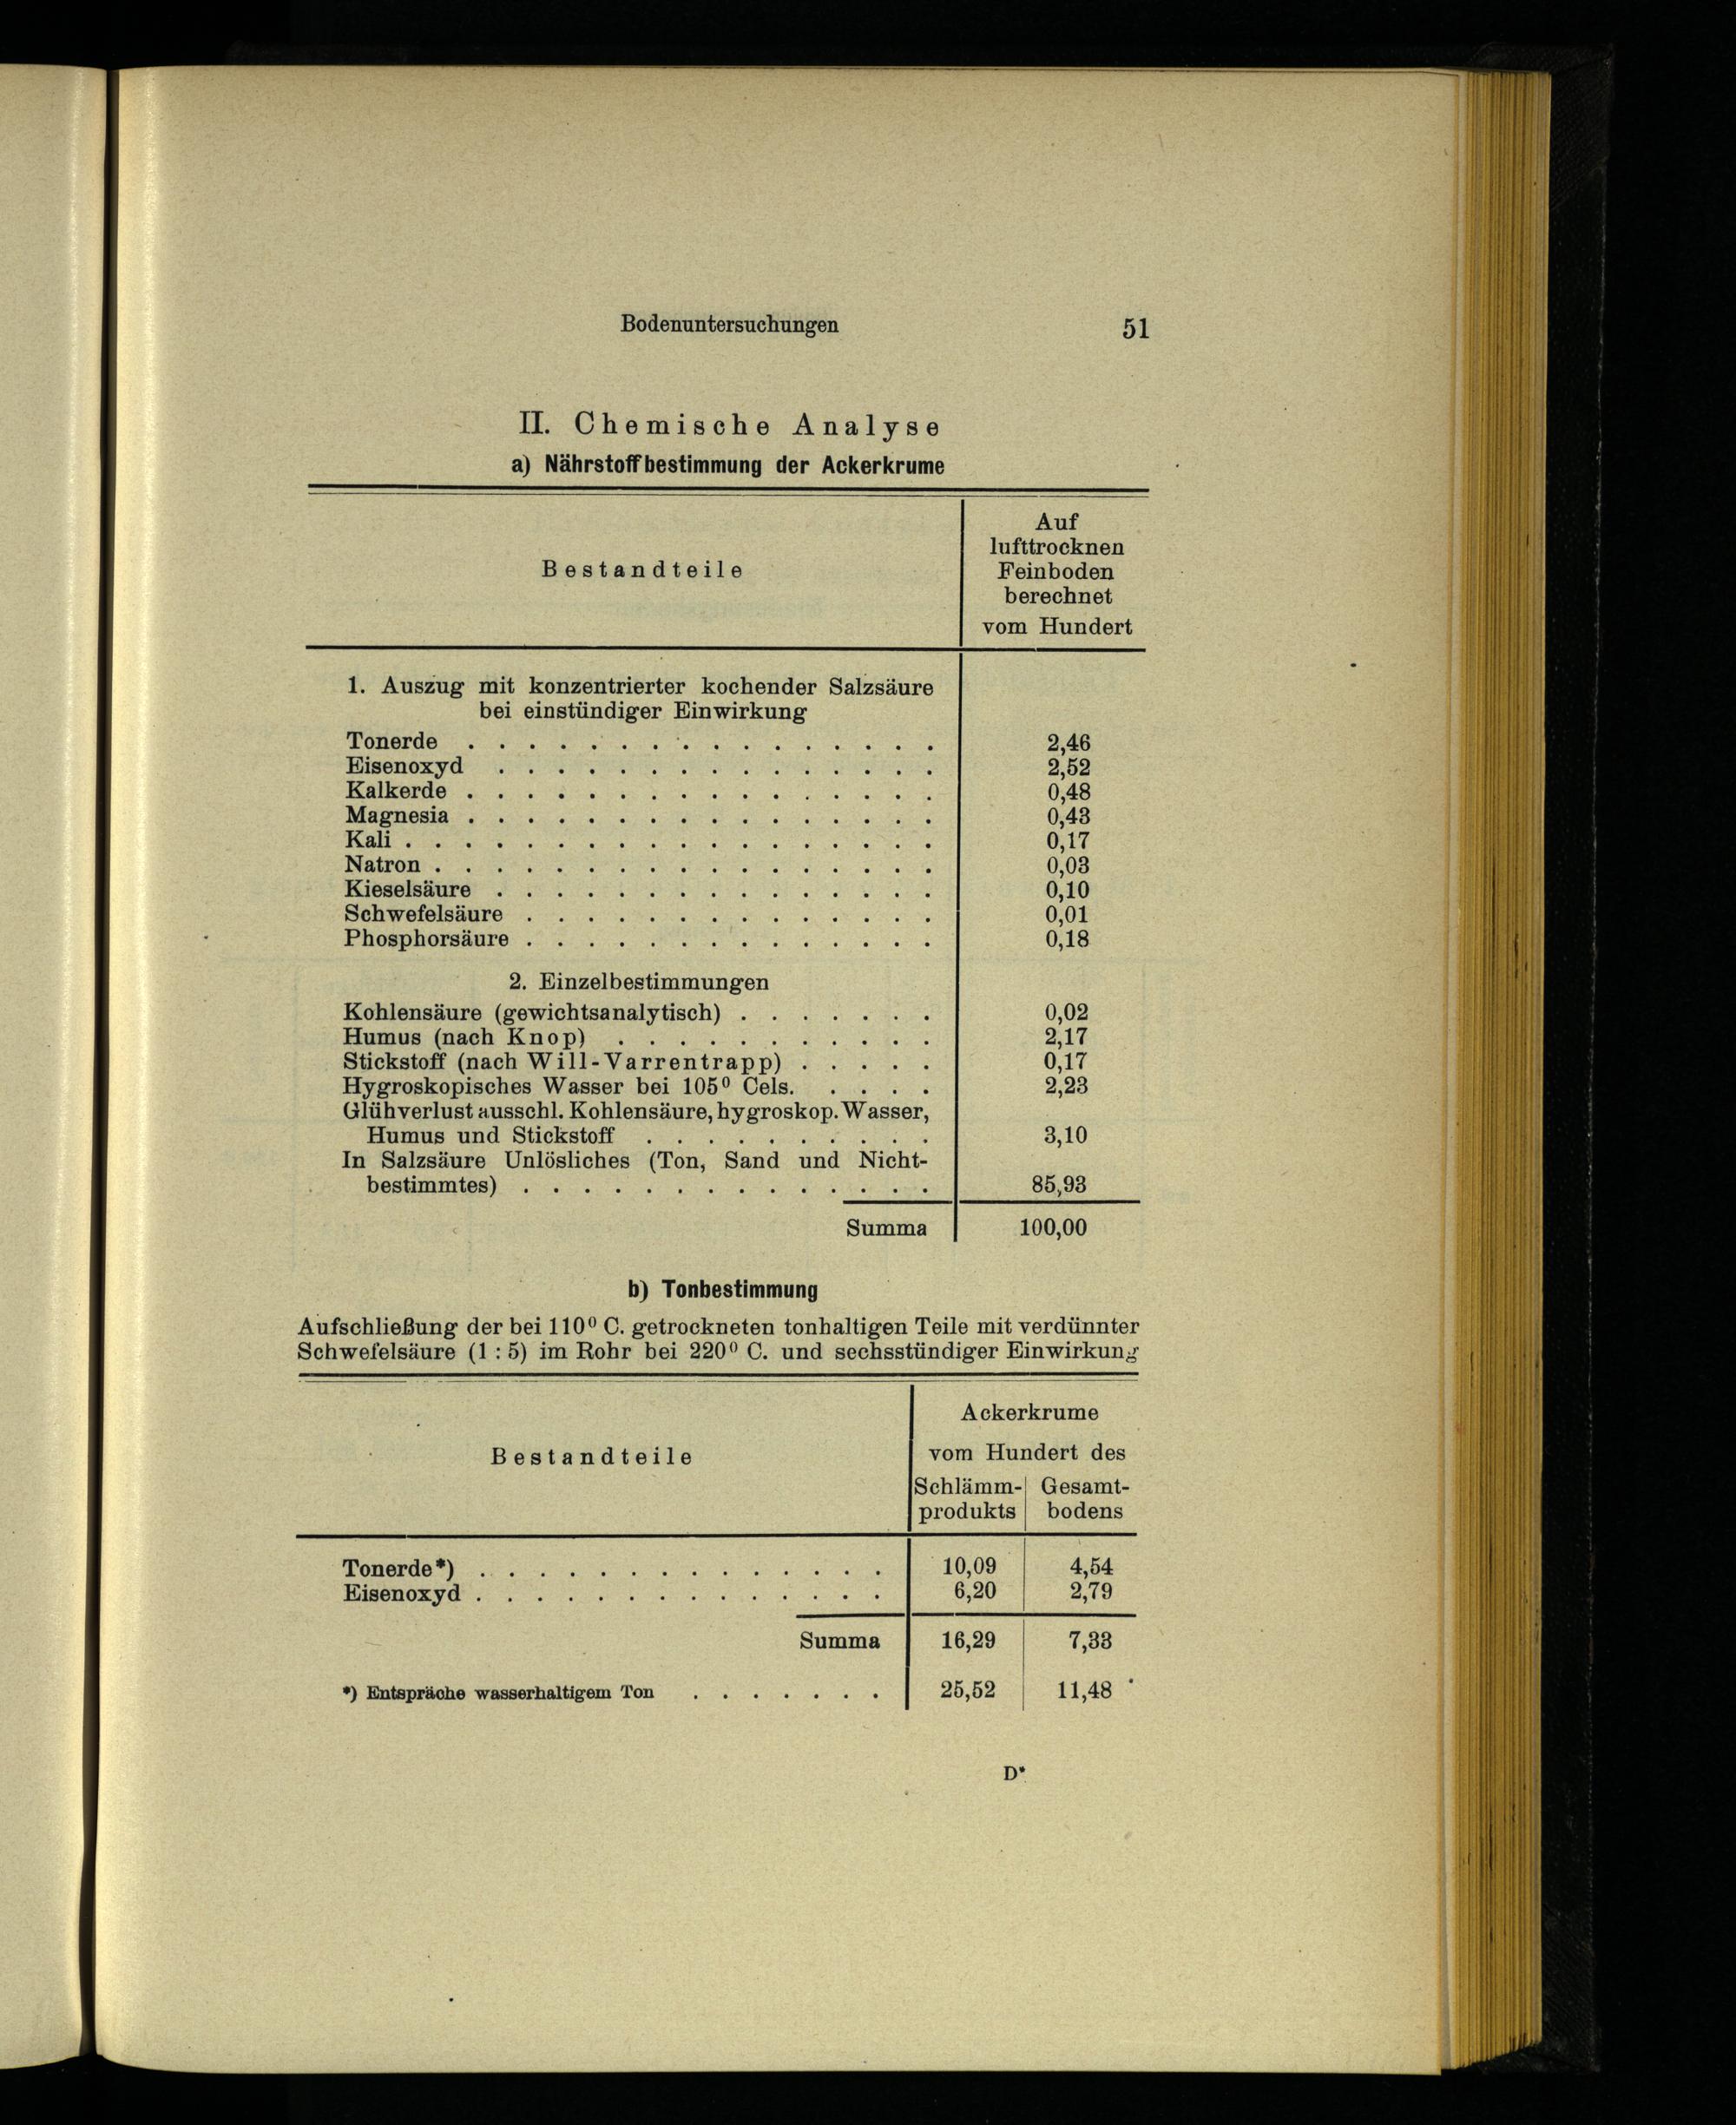 Bodenuntersuchungen 51
II. Chemische Analyse
a) Nährstoffbestimmung der Ackerkrume
Bestandteile
Auf
lufttrocknen
Feinboden
berechnet
vom Hundert
1. Auszug mit konzentrierter kochender Salzsäure
bei einstündiger Einwirkung
Tonerde . . . . . . . . . . . . . . . . 2,46
Eisenoxyd . . . . . . . . . . . . . . . 2,52
Kalkerde . . . . . . . . . . . . . . . . 0,48
Magnesia . . . . . . . . . . . . . . . . 0,43
Kali . . . . . . . . . . . . . . . . . . 0,17
Natron . . . . . . . . . . . . . . . . . 0,03
Kieselsäure . . . . . . . . . . . . . . . 0,10
Schwefelsäure . . . . . . . . . . . . . . 0,01
Phosphorsäure . . . . . . . . . . . . . . 0,18
2. Einzelbestimmungen
Kohlensäure (gewichtsanalytisch) . . . . . . . 0,02
Humus (nach Knop) . . . . . . . . . . . 2,17
Stickstoff (nach Will-Varrentrapp) . . . . . 0,17
Hygroskopisches Wasser bei 105⁰ Cels. . . . . 2,23
Glühverlust ausschl. Kohlensäure, hygroskop. Wasser,
Humus und Stickstoff . . . . . . . . . . 3,10
In Salzsäure Unlösliches (Ton, Sand und Nicht-
bestimmtes) . . . . . . . . . . . . . . 85,93
Summa 100,00
b) Tonbestimmung
Aufschließung der bei 110⁰ C. getrockneten tonhaltigen Teile mit verdünnter
Schwefelsäure (1 : 5) im Rohr bei 220⁰ C. und sechsstündiger Einwirkung
Bestandteile
Ackerkrume
vom Hundert des
Schlämm- Gesamt-
produkts bodens
Tonerde*) . . . . . . . . . . . . . . 10,09 4,54
Eisenoxyd . . . . . . . . . . . . . . 6,20 2,79
Summa 16,29 7,33
*) Entspräche wasserhaltigem Ton . . . . . . . 25,52 11,48
D*